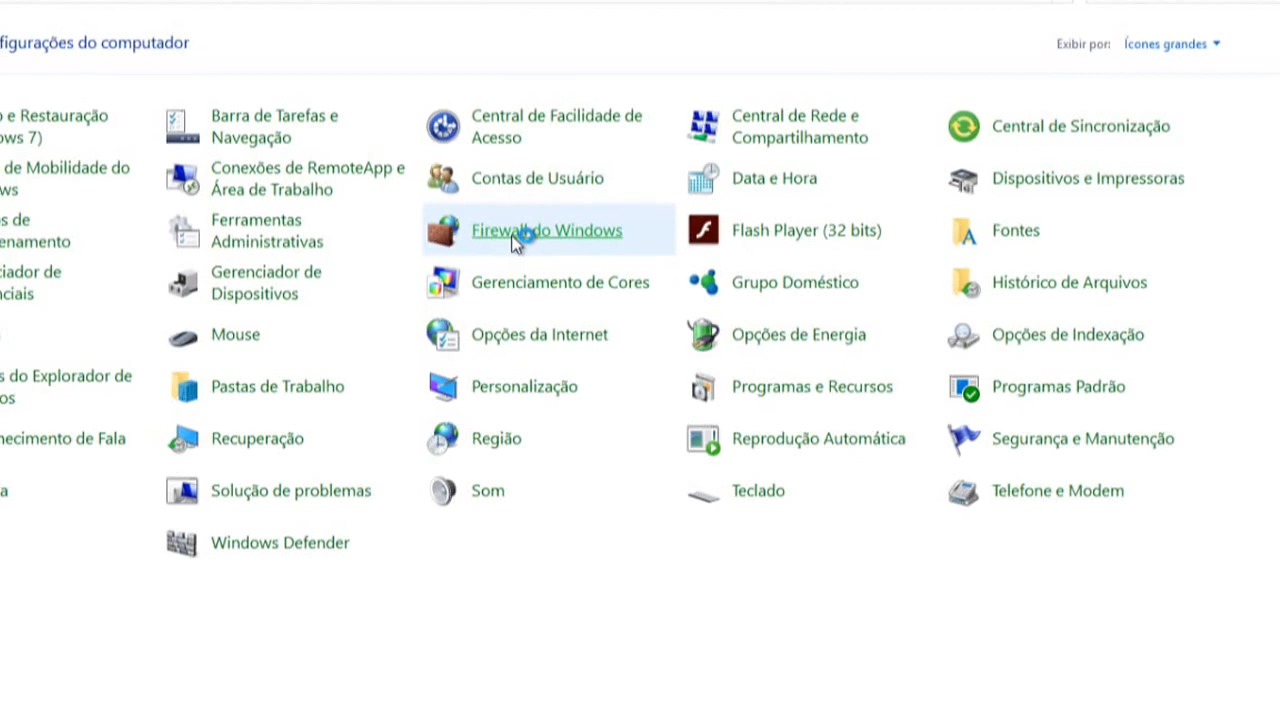 figurações do computador
Exibir por: Ícones grandes
o e Restauração
ows 7)
Barra de Tarefas e
Navegação
Central de Facilidade de
Acesso
Central de Rede e
Compartilhamento
Central de Sincronização
de Mobilidade do
ws
Conexões de RemoteApp e
Área de Trabalho
Contas de Usuário
Data e Hora
Dispositivos e Impressoras
s de
enamento
Ferramentas
Administrativas
Firewall do Windows
Flash Player (32 bits)
Fontes
ciador de
nciais
Gerenciador de
Dispositivos
Gerenciamento de Cores
Grupo Doméstico
Histórico de Arquivos
Mouse
Opções da Internet
Opções de Energia
Opções de Indexação
s do Explorador de
os
Pastas de Trabalho
Personalização
Programas e Recursos
Programas Padrão
hecimento de Fala
Recuperação
Região
Reprodução Automática
Segurança e Manutenção
a
Solução de problemas
Som
Teclado
Telefone e Modem
Windows Defender